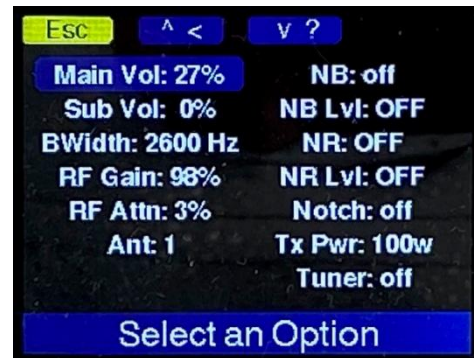 Esc ^ < v ?
Main Vol: 27% NB: off
Sub Vol: 0% NB Lvl: OFF
BWidth: 2600 Hz NR: OFF
RF Gain: 98% NR Lvl: OFF
RF Attn: 3% Notch: off
Ant: 1 Tx Pwr: 100w
Tuner: off
Select an Option